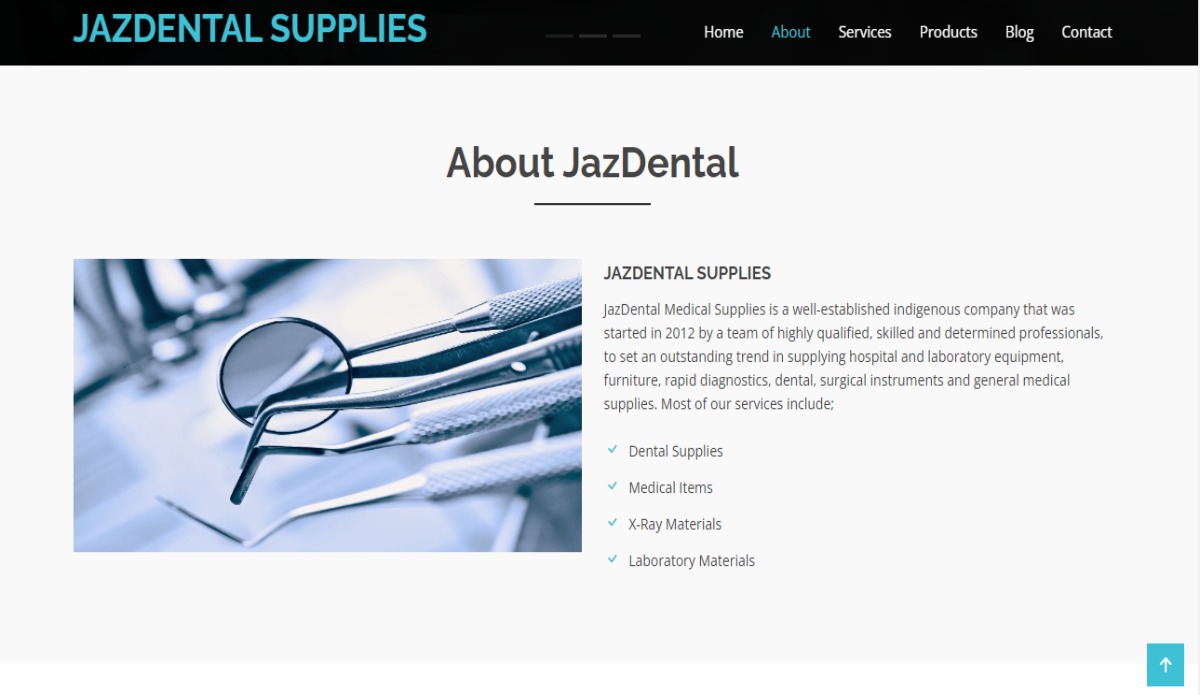 JAZDENTAL SUPPLIES
Home About Services Products Blog Contact
About JazDental
JAZDENTAL SUPPLIES
JazDental Medical Supplies is a well-established indigenous company that was
started in 2012 by a team of highly qualified, skilled and determined professionals,
to set an outstanding trend in supplying hospital and laboratory equipment,
furniture, rapid diagnostics, dental, surgical instruments and general medical
supplies. Most of our services include;
Dental Supplies
Medical Items
X-Ray Materials
Laboratory Materials